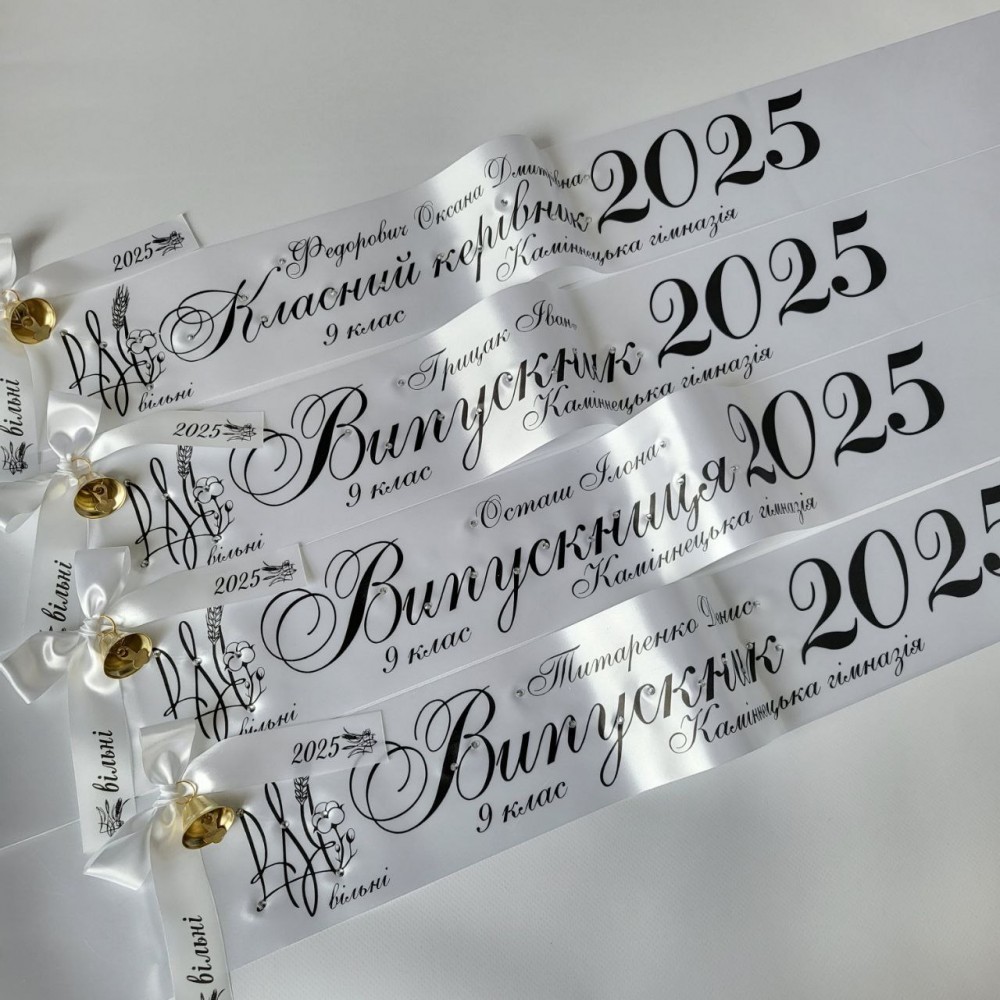 Федорович Оксана Дмитрівна
Класний керівник 2025
Камінецька гімназія
9 клас
вільні
2025
вільні
Грицак Іван
Випускник 2025
Камінецька гімназія
9 клас
вільні
2025
вільні
Осташ Ілона
Випускниця 2025
Камінецька гімназія
9 клас
вільні
2025
вільні
Титаренко Денис
Випускник 2025
Камінецька гімназія
9 клас
вільні
2025
вільні